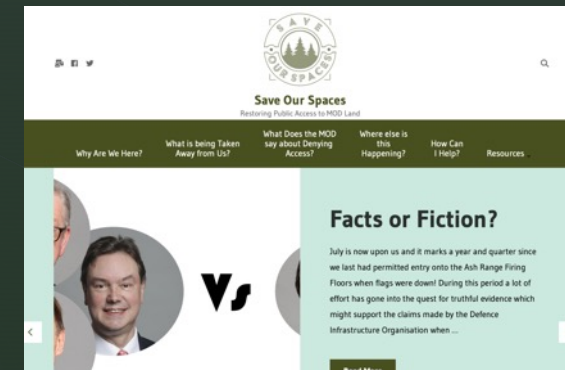 SAVE
OUR SPACES
Save Our Spaces
Restoring Public Access to MOD Land
Why Are We Here?
What is being Taken
Away from Us?
What Does the MOD
say about Denying
Access?
Where else is
this
Happening?
How Can
I Help?
Resources
Vs
Facts or Fiction?
July is now upon us and it marks a year and quarter since
we last had permitted entry onto the Ash Range Firing
Floors when flags were down! During this period a lot of
effort has gone into the quest for truthful evidence which
might support the claims made by the Defence
Infrastructure Organisation when ...
Read More